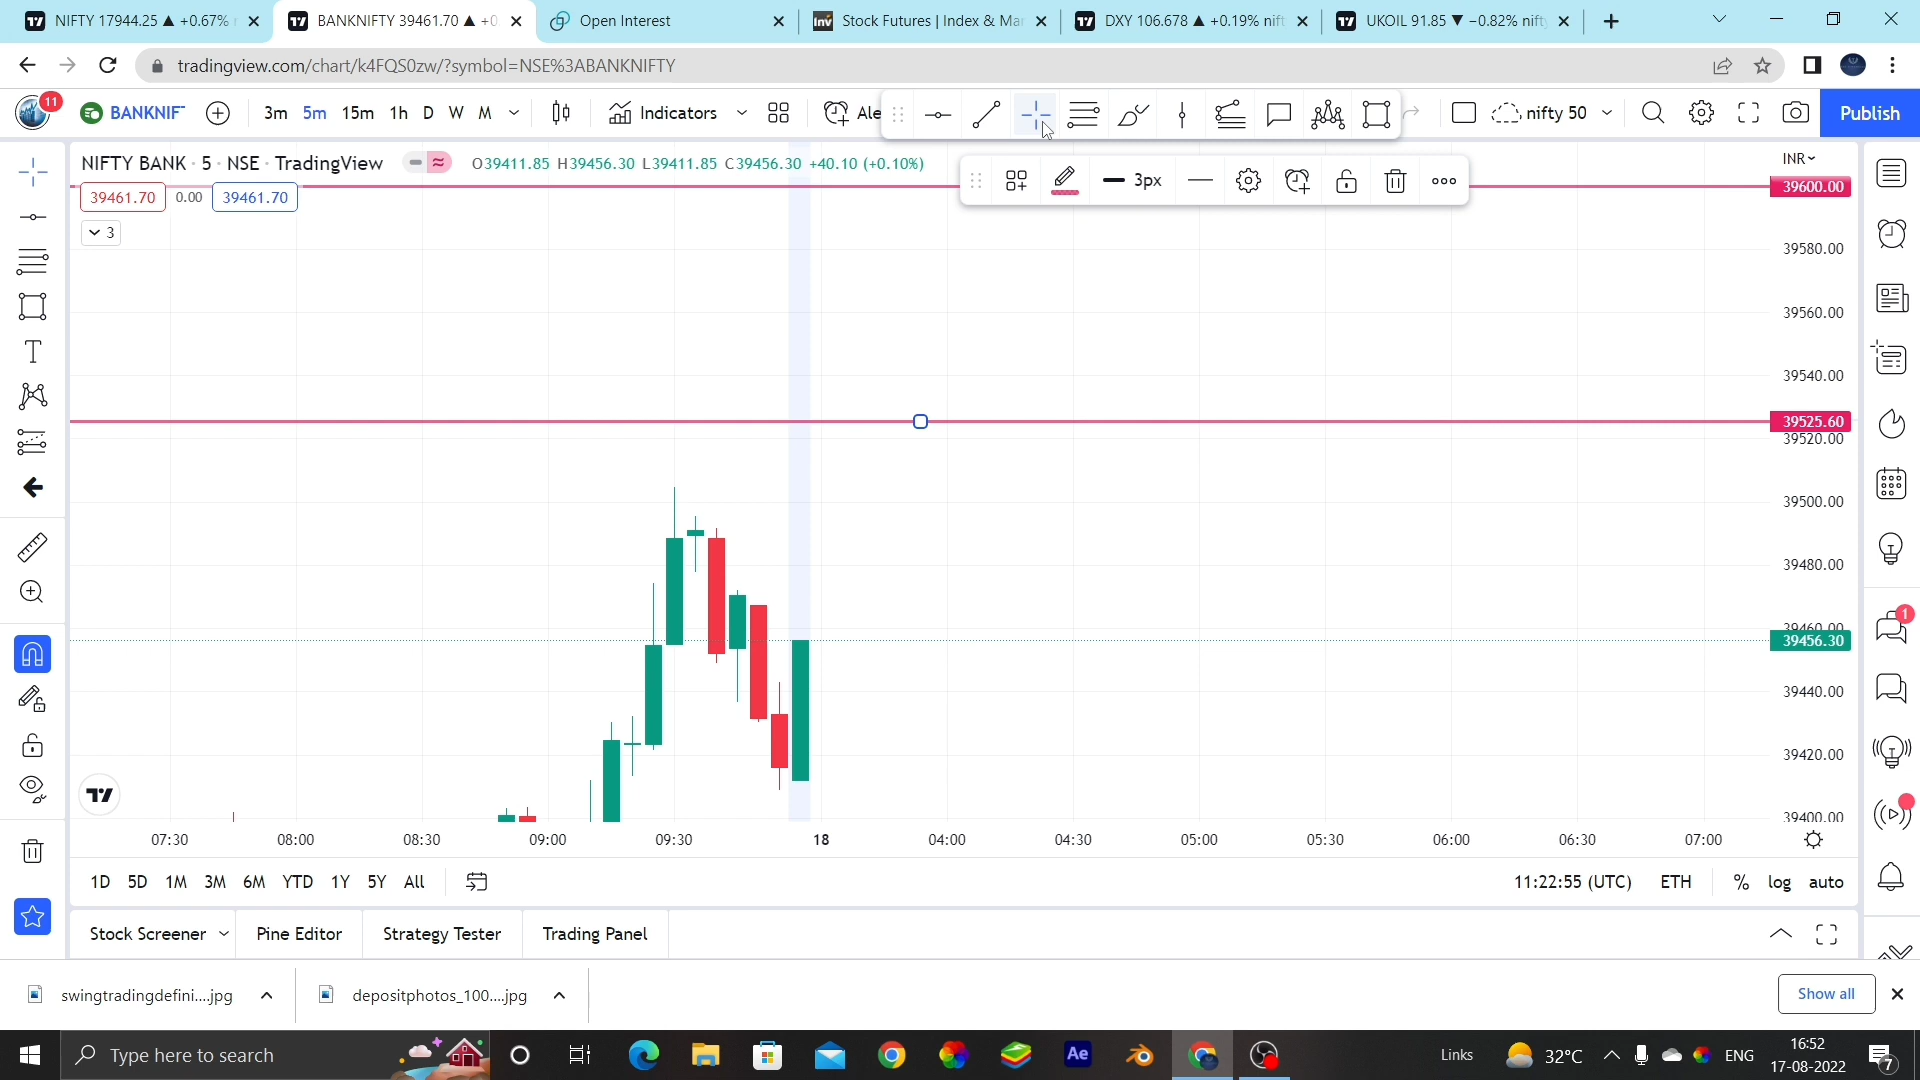 NIFTY 17944.25 ▲ +0.67%
BANKNIFTY 39461.70 ▲ +0
Open Interest
Stock Futures | Index & Mar
DXY 106.678 ▲ +0.19% nift
UKOIL 91.85 ▼ −0.82% nifty
tradingview.com/chart/k4FQS0zw/?symbol=NSE%3ABANKNIFTY
11
BANKNIF
3m 5m 15m 1h D W M
Indicators
Ale
nifty 50
Publish
NIFTY BANK · 5 · NSE · TradingView
O39411.85 H39456.30 L39411.85 C39456.30 +40.10 (+0.10%)
INR
39461.70 0.00 39461.70
3px
3
39600.00
39580.00
39560.00
39540.00
39525.60
39520.00
39500.00
39480.00
39460.00
39456.30
39440.00
39420.00
39400.00
1
07:30 08:00 08:30 09:00 09:30 18 04:00 04:30 05:00 05:30 06:00 06:30 07:00
1D 5D 1M 3M 6M YTD 1Y 5Y All
11:22:55 (UTC) ETH % log auto
Stock Screener Pine Editor Strategy Tester Trading Panel
swingtradingdefini....jpg
depositphotos_100....jpg
Show all
Type here to search
Ae
Links
32°C
ENG
16:52
17-08-2022
7